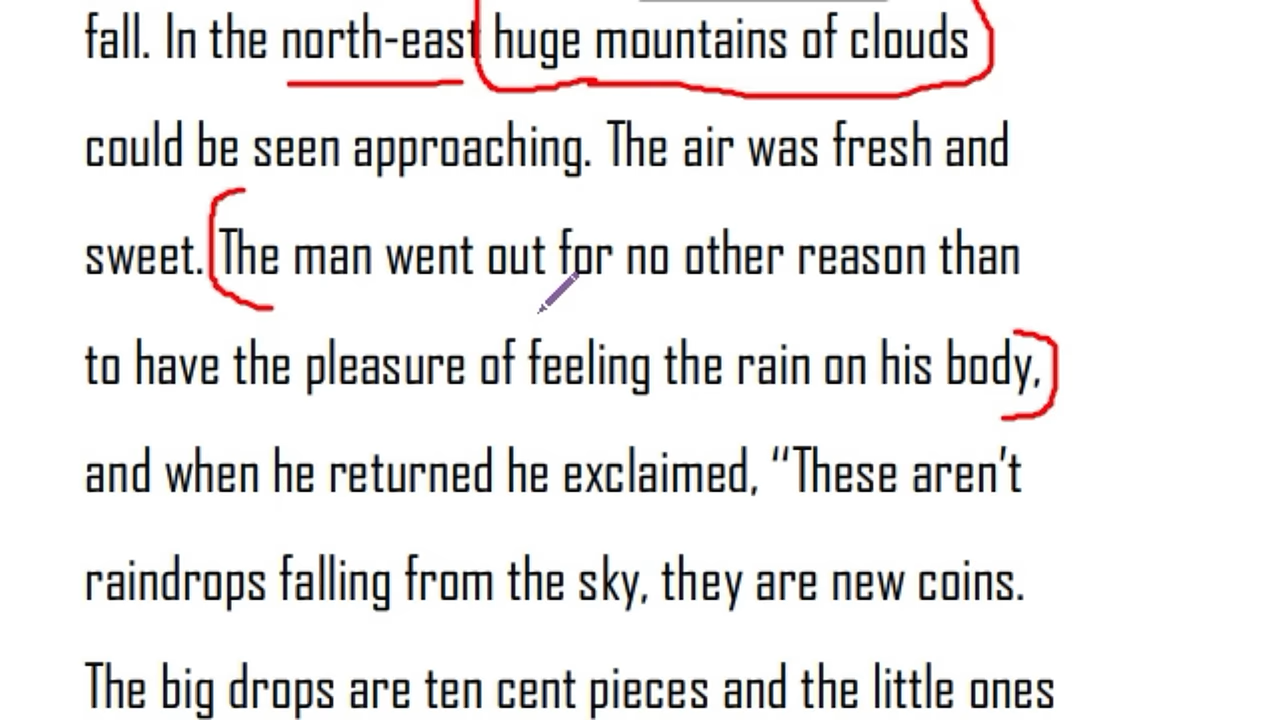 fall. In the north-east huge mountains of clouds
could be seen approaching. The air was fresh and
sweet. The man went out for no other reason than
to have the pleasure of feeling the rain on his body,
and when he returned he exclaimed, “These aren’t
raindrops falling from the sky, they are new coins.
The big drops are ten cent pieces and the little ones